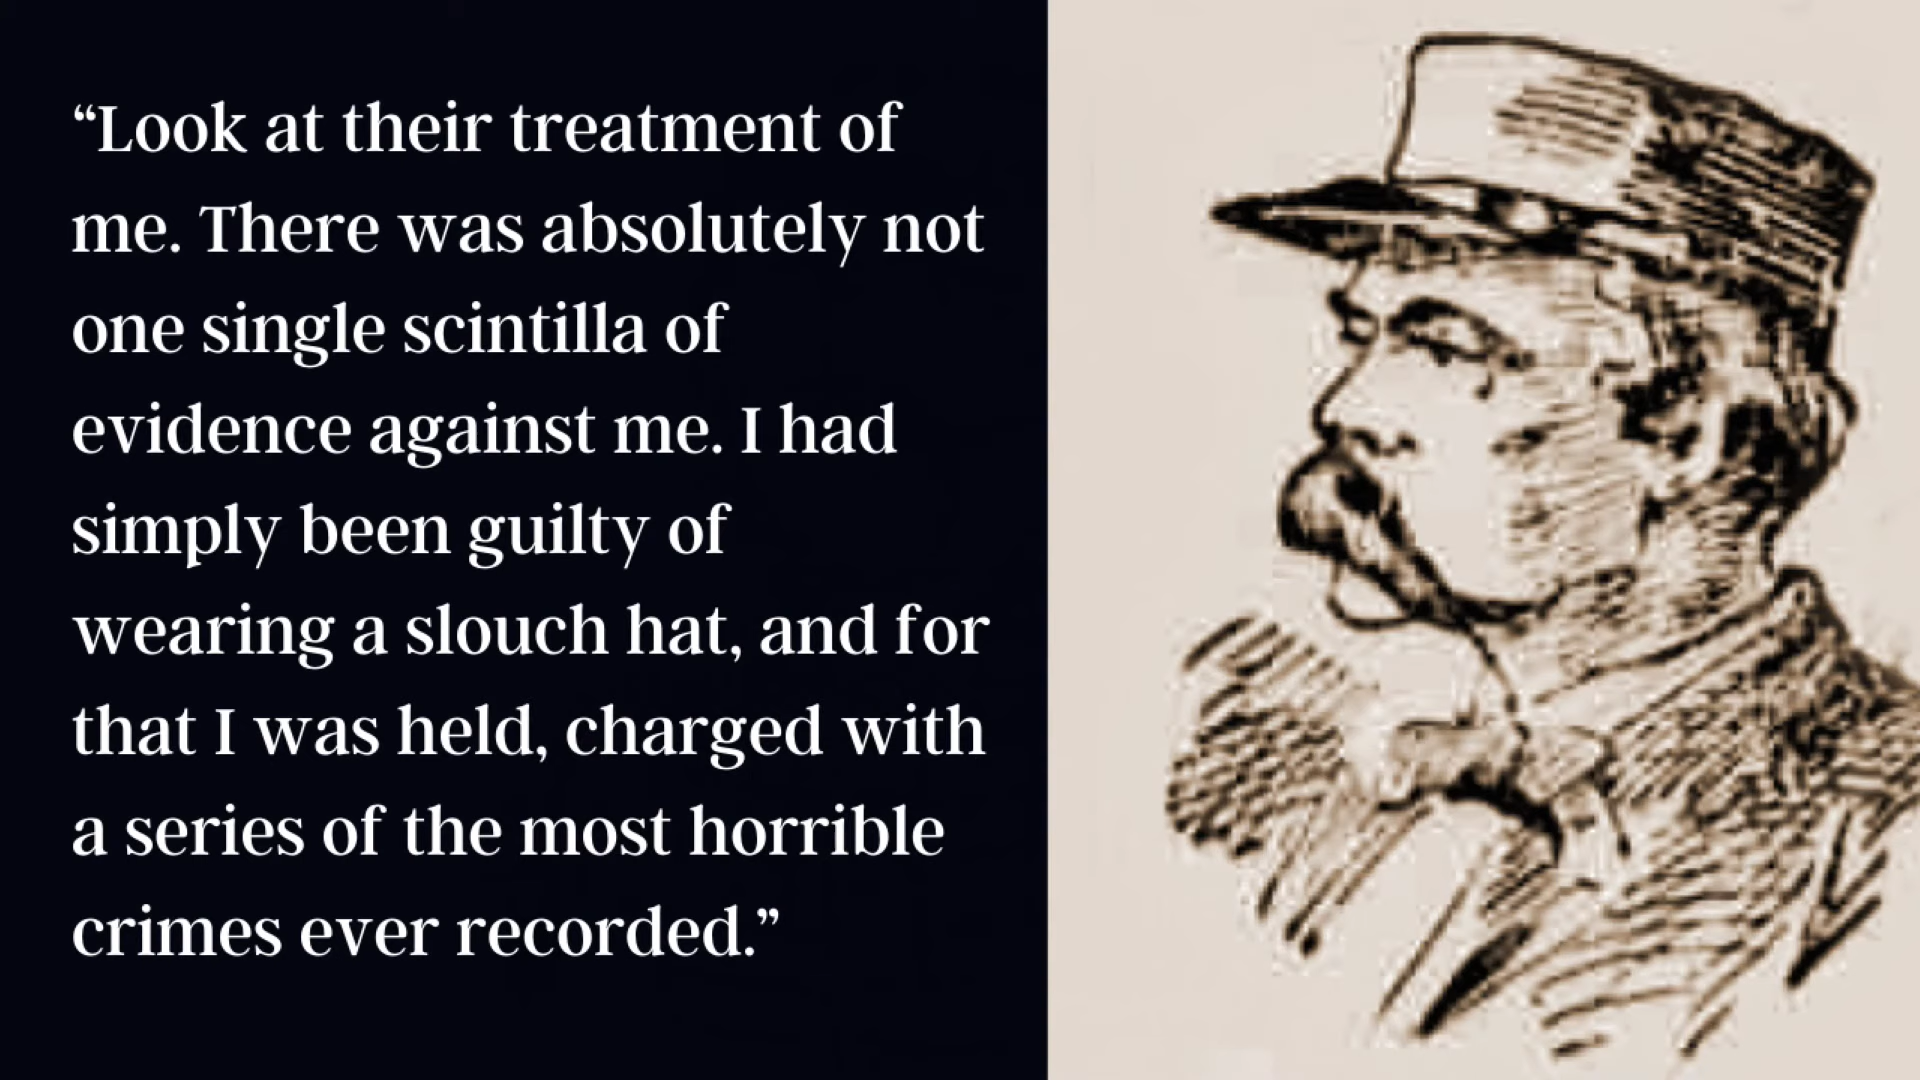 “Look at their treatment of
me. There was absolutely not
one single scintilla of
evidence against me. I had
simply been guilty of
wearing a slouch hat, and for
that I was held, charged with
a series of the most horrible
crimes ever recorded.”